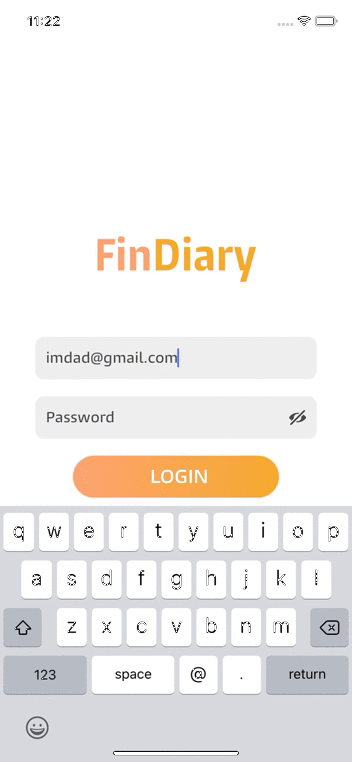 11:22
FinDiary
imdad@gmail.com
Password
LOGIN
q w e r t y u i o p
a s d f g h j k l
z x c v b n m
123 space @ . return